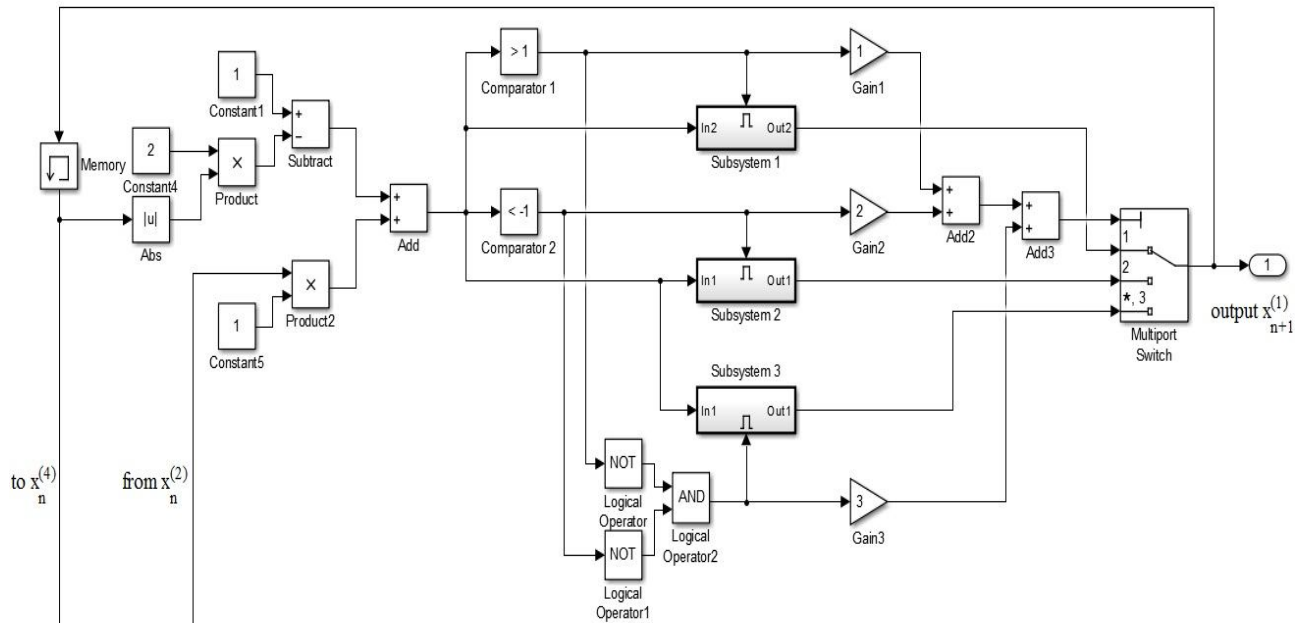 > 1
Comparator 1
1
Gain1
1
Constant1
+
−
Subtract
In2
Out2
Subsystem 1
Memory
2
Constant4
×
Product
|u|
Abs
+
+
Add
< -1
Comparator 2
2
Gain2
+
+
Add2
+
+
Add3
1
2
*, 3
Multiport
Switch
1
output x(1)n+1
×
Product2
1
Constant5
In1
Out1
Subsystem 2
Subsystem 3
In1
Out1
to x(4)n
from x(2)n
NOT
Logical
Operator
AND
Logical
Operator2
3
Gain3
NOT
Logical
Operator1